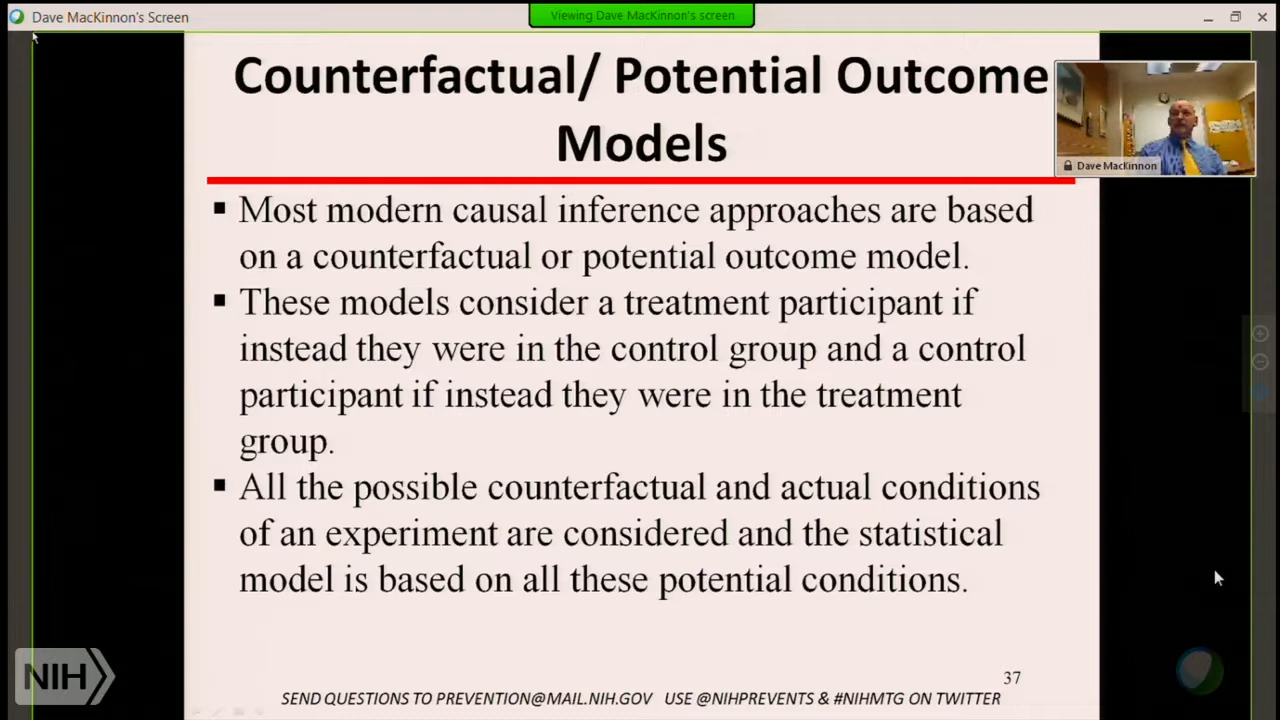 Dave MacKinnon's Screen
Viewing Dave MacKinnon's screen
Counterfactual/ Potential Outcome
Models
Dave MacKinnon
▪ Most modern causal inference approaches are based
on a counterfactual or potential outcome model.
▪ These models consider a treatment participant if
instead they were in the control group and a control
participant if instead they were in the treatment
group.
▪ All the possible counterfactual and actual conditions
of an experiment are considered and the statistical
model is based on all these potential conditions.
NIH
37
SEND QUESTIONS TO PREVENTION@MAIL.NIH.GOV USE @NIHPREVENTS & #NIHMTG ON TWITTER